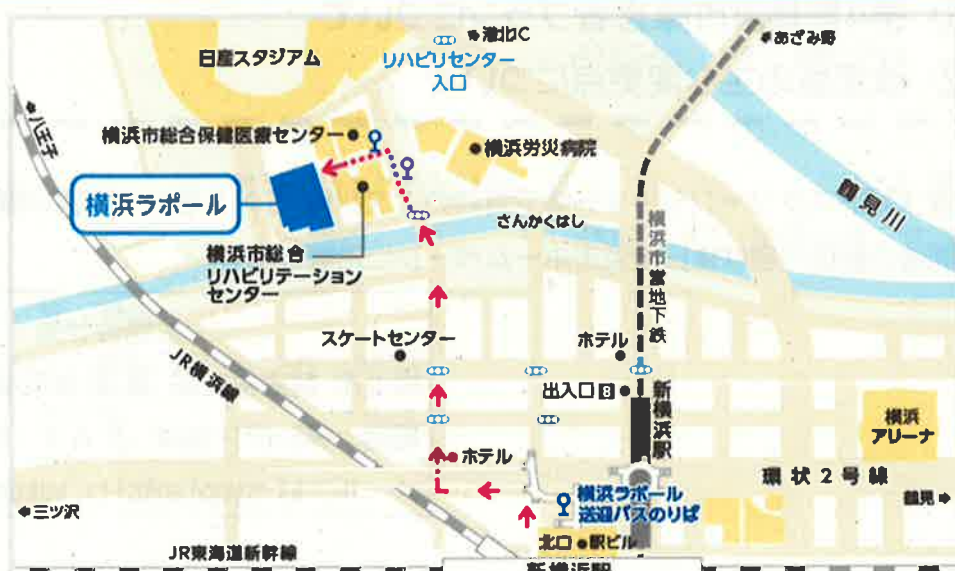 港北C
あざみ野
日産スタジアム
リハビリセンター
入口
八王子
横浜市総合保健医療センター
横浜労災病院
横浜ラポール
鶴見川
さんかくはし
横浜市総合
リハビリテーション
センター
横浜市営地下鉄
スケートセンター
ホテル
JR横浜線
出入口8
新横浜駅
横浜
アリーナ
ホテル
環状2号線
横浜ラポール
送迎バスのりば
鶴見
三ツ沢
北口
駅ビル
JR東海道新幹線
新横浜駅